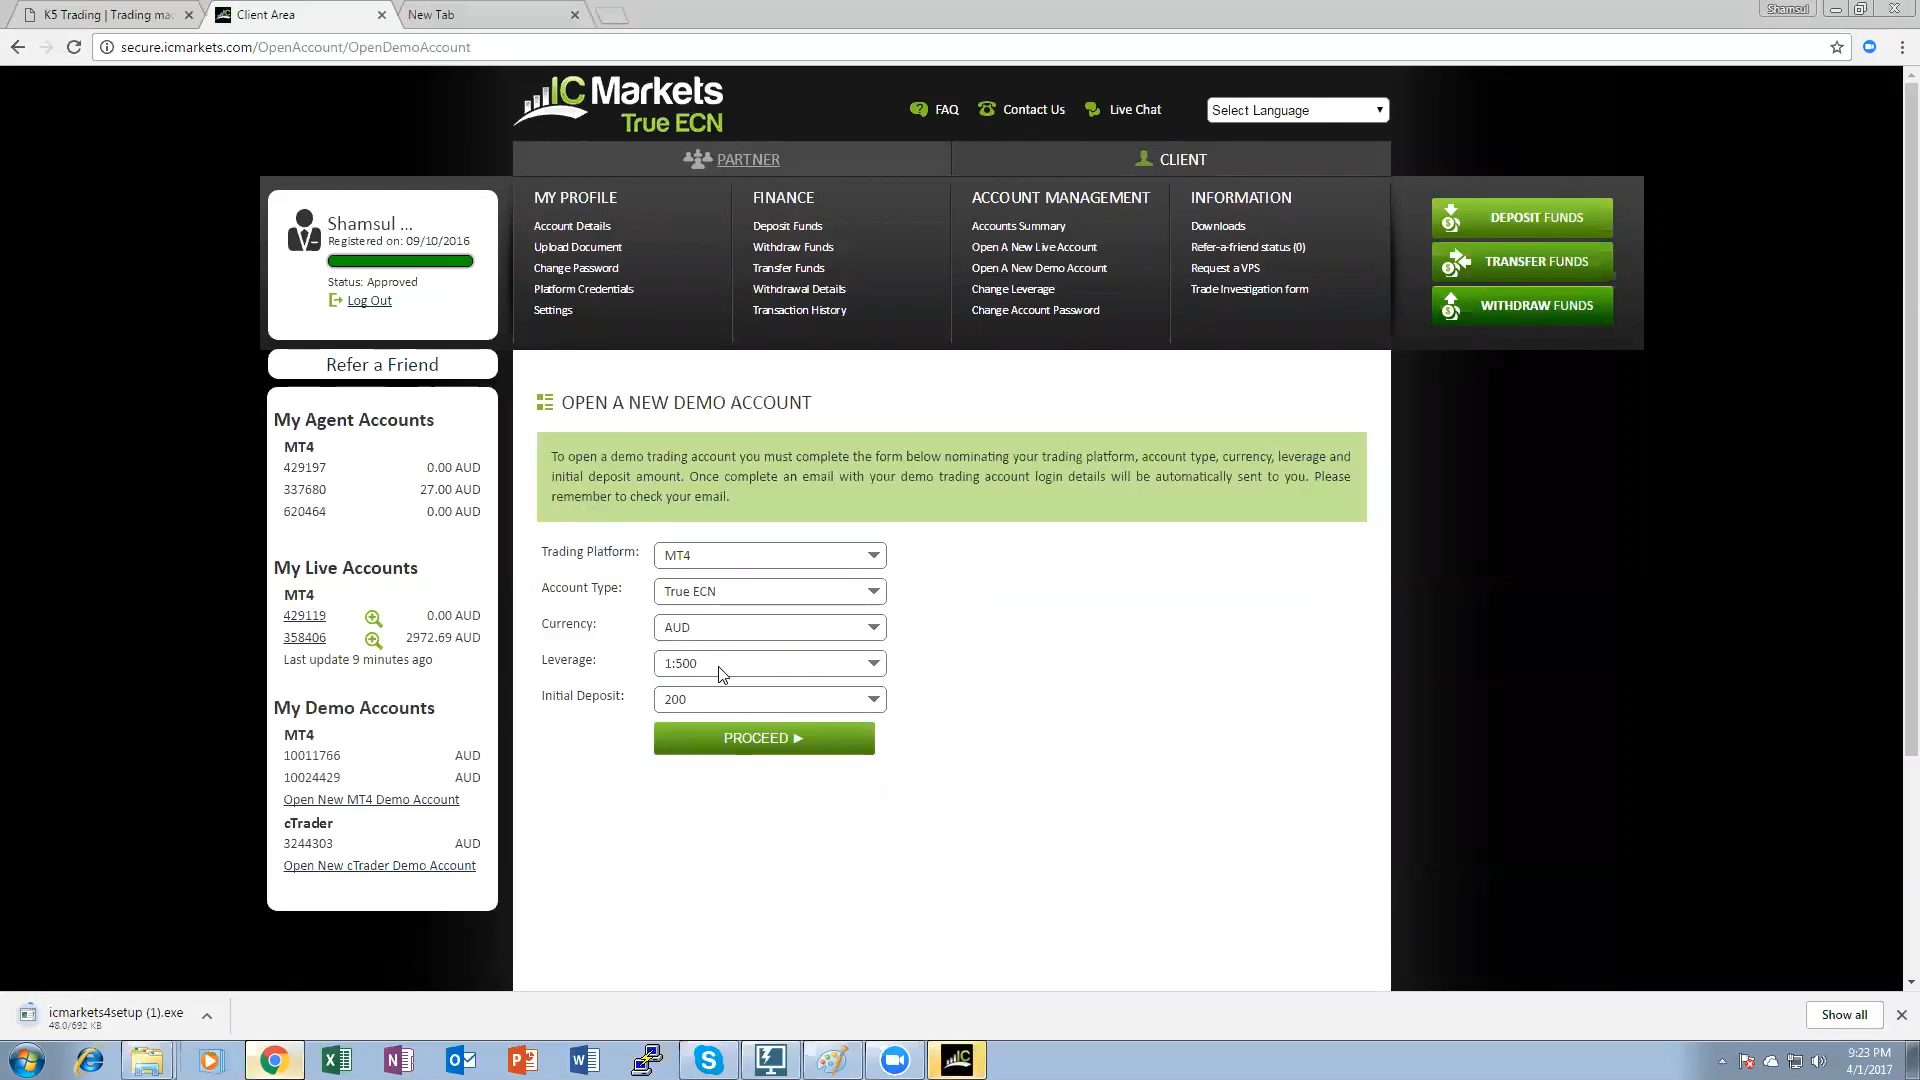 K5 Trading | Trading ma
Client Area
New Tab
Shamsul
secure.icmarkets.com/OpenAccount/OpenDemoAccount
IC Markets
True ECN
FAQ
Contact Us
Live Chat
Select Language
PARTNER
CLIENT
Shamsul ...
Registered on: 09/10/2016
Status: Approved
Log Out
MY PROFILE
Account Details
Upload Document
Change Password
Platform Credentials
Settings
FINANCE
Deposit Funds
Withdraw Funds
Transfer Funds
Withdrawal Details
Transaction History
ACCOUNT MANAGEMENT
Accounts Summary
Open A New Live Account
Open A New Demo Account
Change Leverage
Change Account Password
INFORMATION
Downloads
Refer-a-friend status (0)
Request a VPS
Trade Investigation form
DEPOSIT FUNDS
TRANSFER FUNDS
WITHDRAW FUNDS
Refer a Friend
My Agent Accounts
MT4
429197 0.00 AUD
337680 27.00 AUD
620464 0.00 AUD
My Live Accounts
MT4
429119 0.00 AUD
358406 2972.69 AUD
Last update 9 minutes ago
My Demo Accounts
MT4
10011766 AUD
10024429 AUD
Open New MT4 Demo Account
cTrader
3244303 AUD
Open New cTrader Demo Account
OPEN A NEW DEMO ACCOUNT
To open a demo trading account you must complete the form below nominating your trading platform, account type, currency, leverage and
initial deposit amount. Once complete an email with your demo trading account login details will be automatically sent to you. Please
remember to check your email.
Trading Platform: MT4
Account Type: True ECN
Currency: AUD
Leverage: 1:500
Initial Deposit: 200
PROCEED ►
icmarkets4setup (1).exe
48.0/692 KB
Show all
9:23 PM
4/1/2017